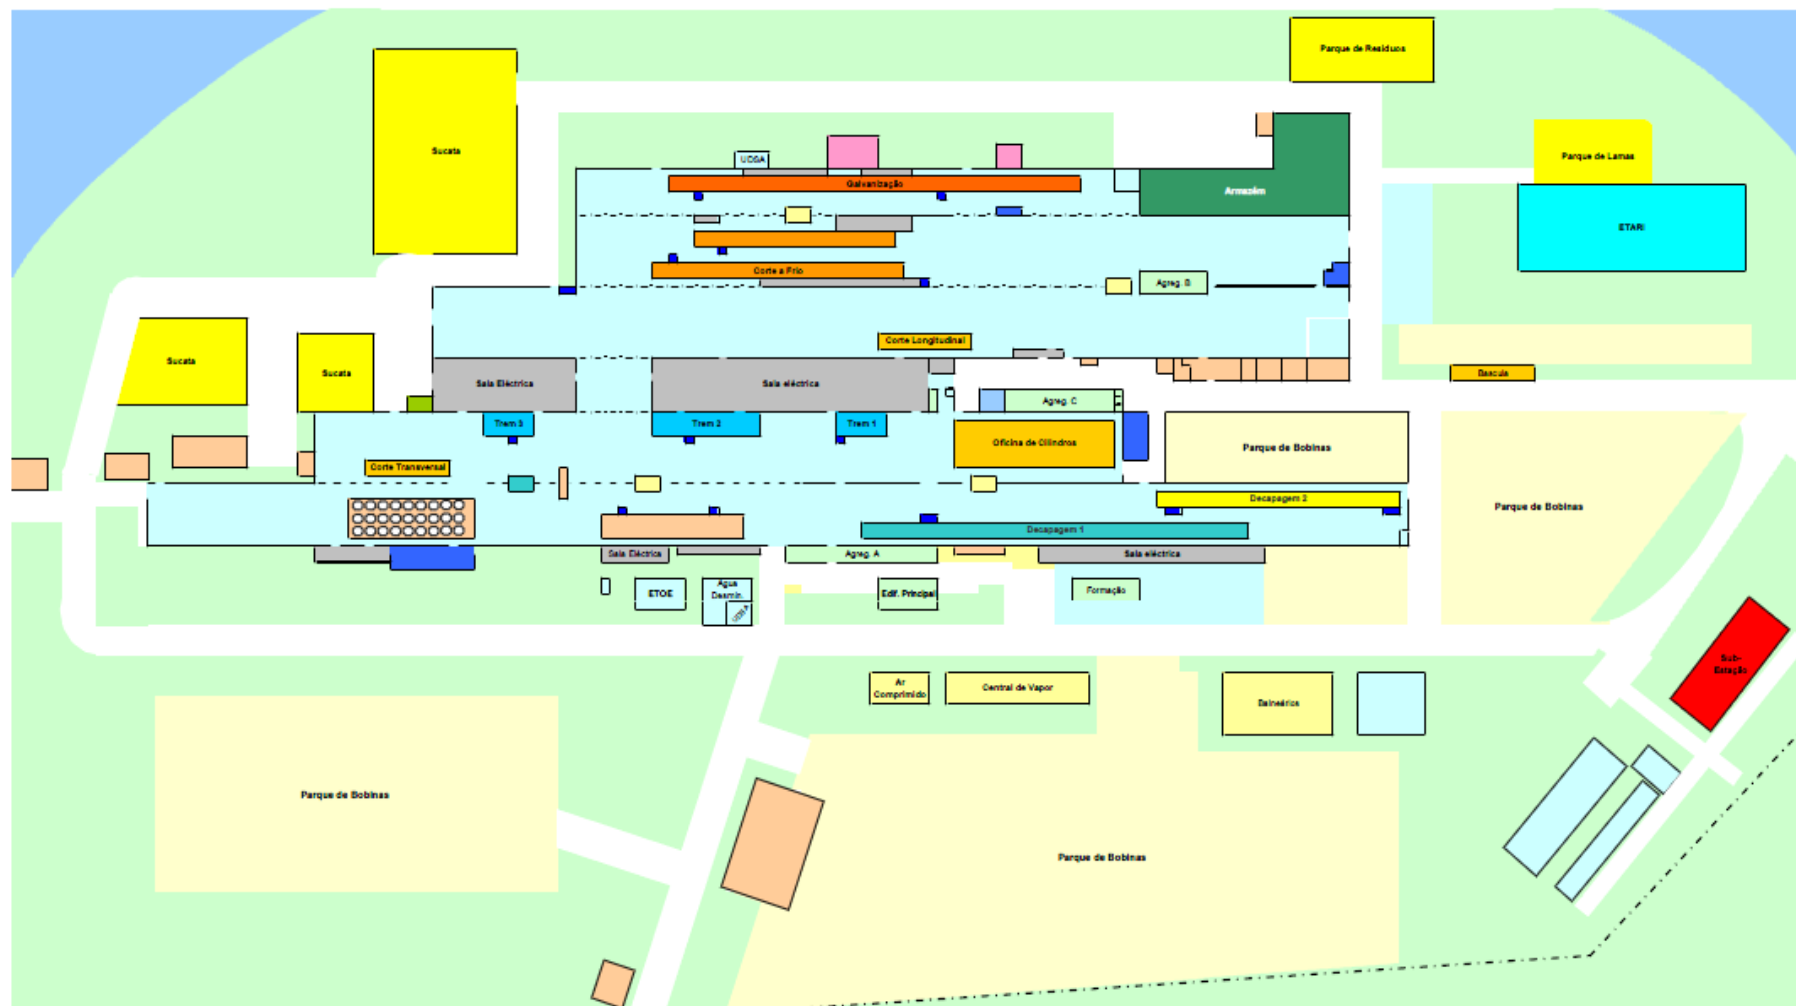 Parque de Resíduos
Sucata
Parque de Lamas
UDSA
Galvanização
Armazém
ETARI
Corte a Frio
Agreg. B
Corte Longitudinal
Sucata
Sucata
Sala Eléctrica
Sala eléctrica
Bascula
Agreg. C
Trem 3
Trem 2
Trem 1
Oficina de Cilindros
Parque de Bobinas
Corte Transversal
Decapagem 2
Parque de Bobinas
Decapagem 1
Sala Eléctrica
Agreg. A
Sala eléctrica
ETOE
Água
Desmin.
UDSA
Edif. Principal
Formação
Sub-
Estação
Ar
Comprimido
Central de Vapor
Balneários
Parque de Bobinas
Parque de Bobinas